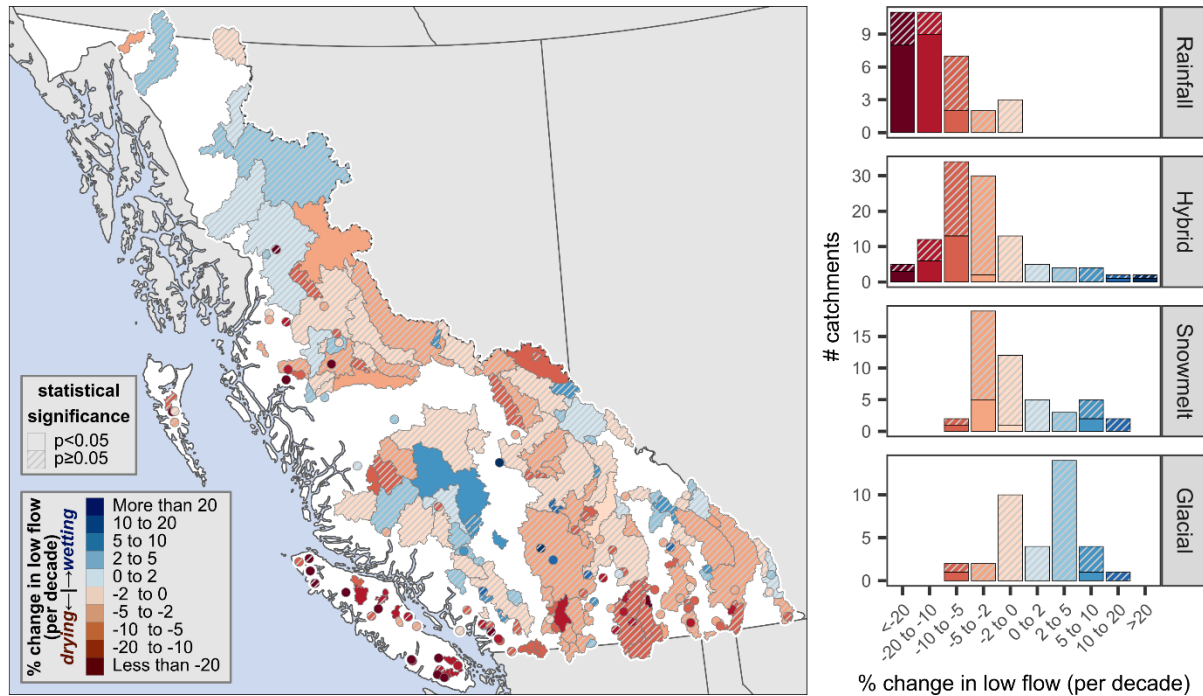 statistical
significance
p<0.05
p≥0.05
% change in low flow
(per decade)
drying←|→wetting
More than 20
10 to 20
5 to 10
2 to 5
0 to 2
-2 to 0
-5 to -2
-10 to -5
-20 to -10
Less than -20
# catchments
9
6
3
0
Rainfall
30
20
10
0
Hybrid
15
10
5
0
Snowmelt
10
5
0
Glacial
<-20
-20 to -10
-10 to -5
-5 to -2
-2 to 0
0 to 2
2 to 5
5 to 10
10 to 20
>20
% change in low flow (per decade)